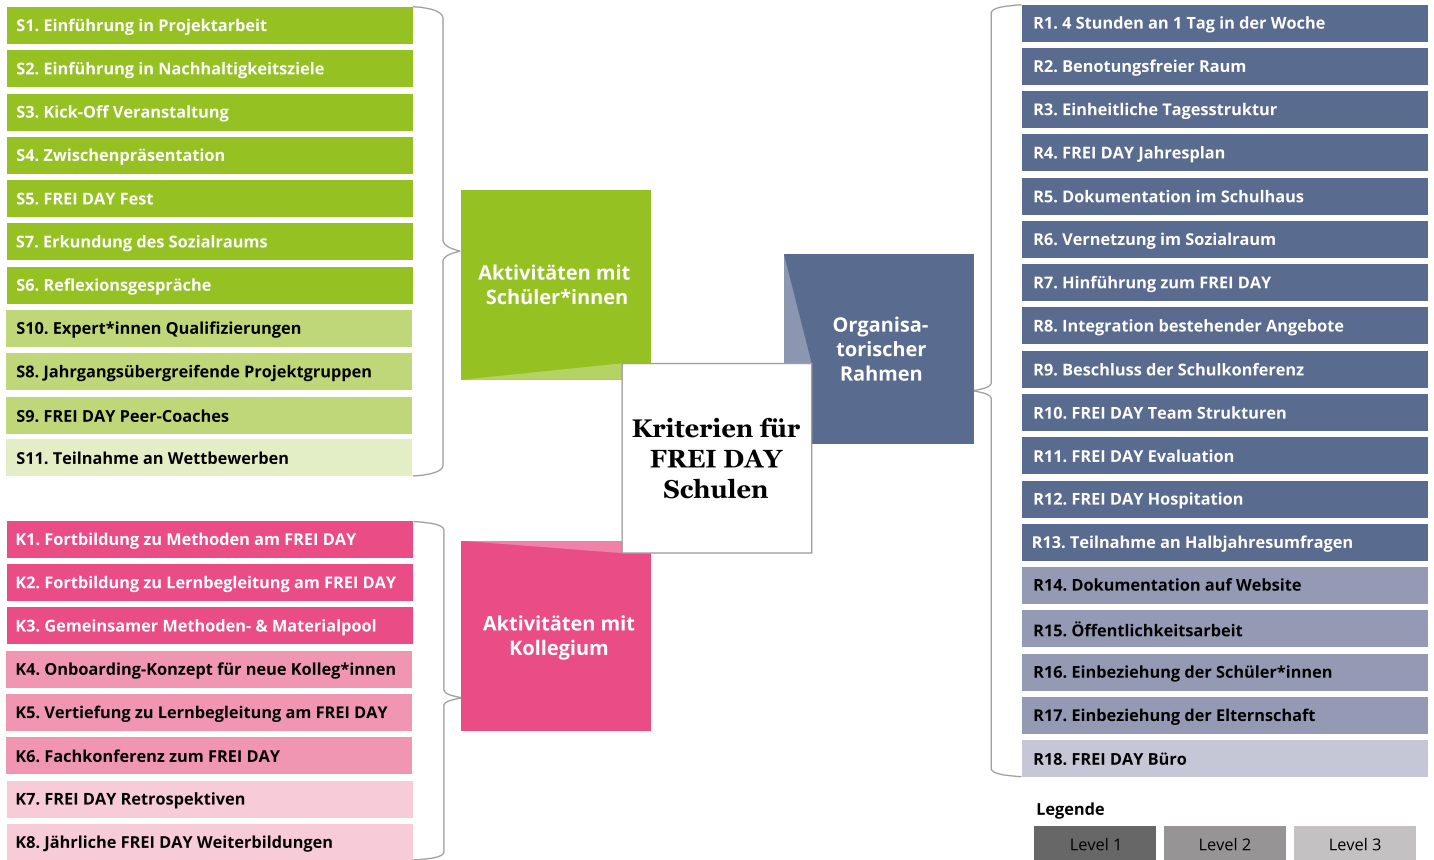 S1. Einführung in Projektarbeit
S2. Einführung in Nachhaltigkeitsziele
S3. Kick-Off Veranstaltung
S4. Zwischenpräsentation
S5. FREI DAY Fest
S7. Erkundung des Sozialraums
S6. Reflexionsgespräche
S10. Expert*innen Qualifizierungen
S8. Jahrgangsübergreifende Projektgruppen
S9. FREI DAY Peer-Coaches
S11. Teilnahme an Wettbewerben
Aktivitäten mit
Schüler*innen
K1. Fortbildung zu Methoden am FREI DAY
K2. Fortbildung zu Lernbegleitung am FREI DAY
K3. Gemeinsamer Methoden- & Materialpool
K4. Onboarding-Konzept für neue Kolleg*innen
K5. Vertiefung zu Lernbegleitung am FREI DAY
K6. Fachkonferenz zum FREI DAY
K7. FREI DAY Retrospektiven
K8. Jährliche FREI DAY Weiterbildungen
Aktivitäten mit
Kollegium
Kriterien für
FREI DAY
Schulen
Organisa-
torischer
Rahmen
R1. 4 Stunden an 1 Tag in der Woche
R2. Benotungsfreier Raum
R3. Einheitliche Tagesstruktur
R4. FREI DAY Jahresplan
R5. Dokumentation im Schulhaus
R6. Vernetzung im Sozialraum
R7. Hinführung zum FREI DAY
R8. Integration bestehender Angebote
R9. Beschluss der Schulkonferenz
R10. FREI DAY Team Strukturen
R11. FREI DAY Evaluation
R12. FREI DAY Hospitation
R13. Teilnahme an Halbjahresumfragen
R14. Dokumentation auf Website
R15. Öffentlichkeitsarbeit
R16. Einbeziehung der Schüler*innen
R17. Einbeziehung der Elternschaft
R18. FREI DAY Büro
Legende
Level 1
Level 2
Level 3